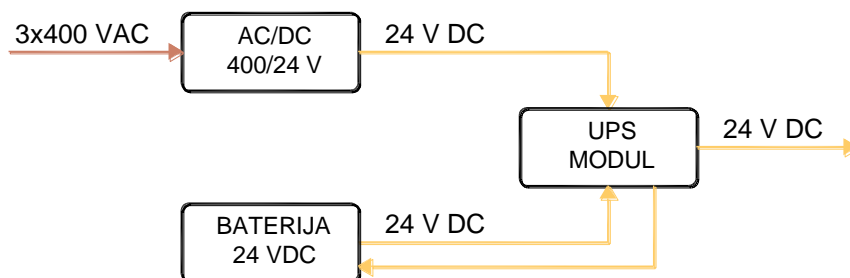 3x400 VAC
AC/DC
400/24 V
24 V DC
UPS
MODUL
24 V DC
BATERIJA
24 VDC
24 V DC